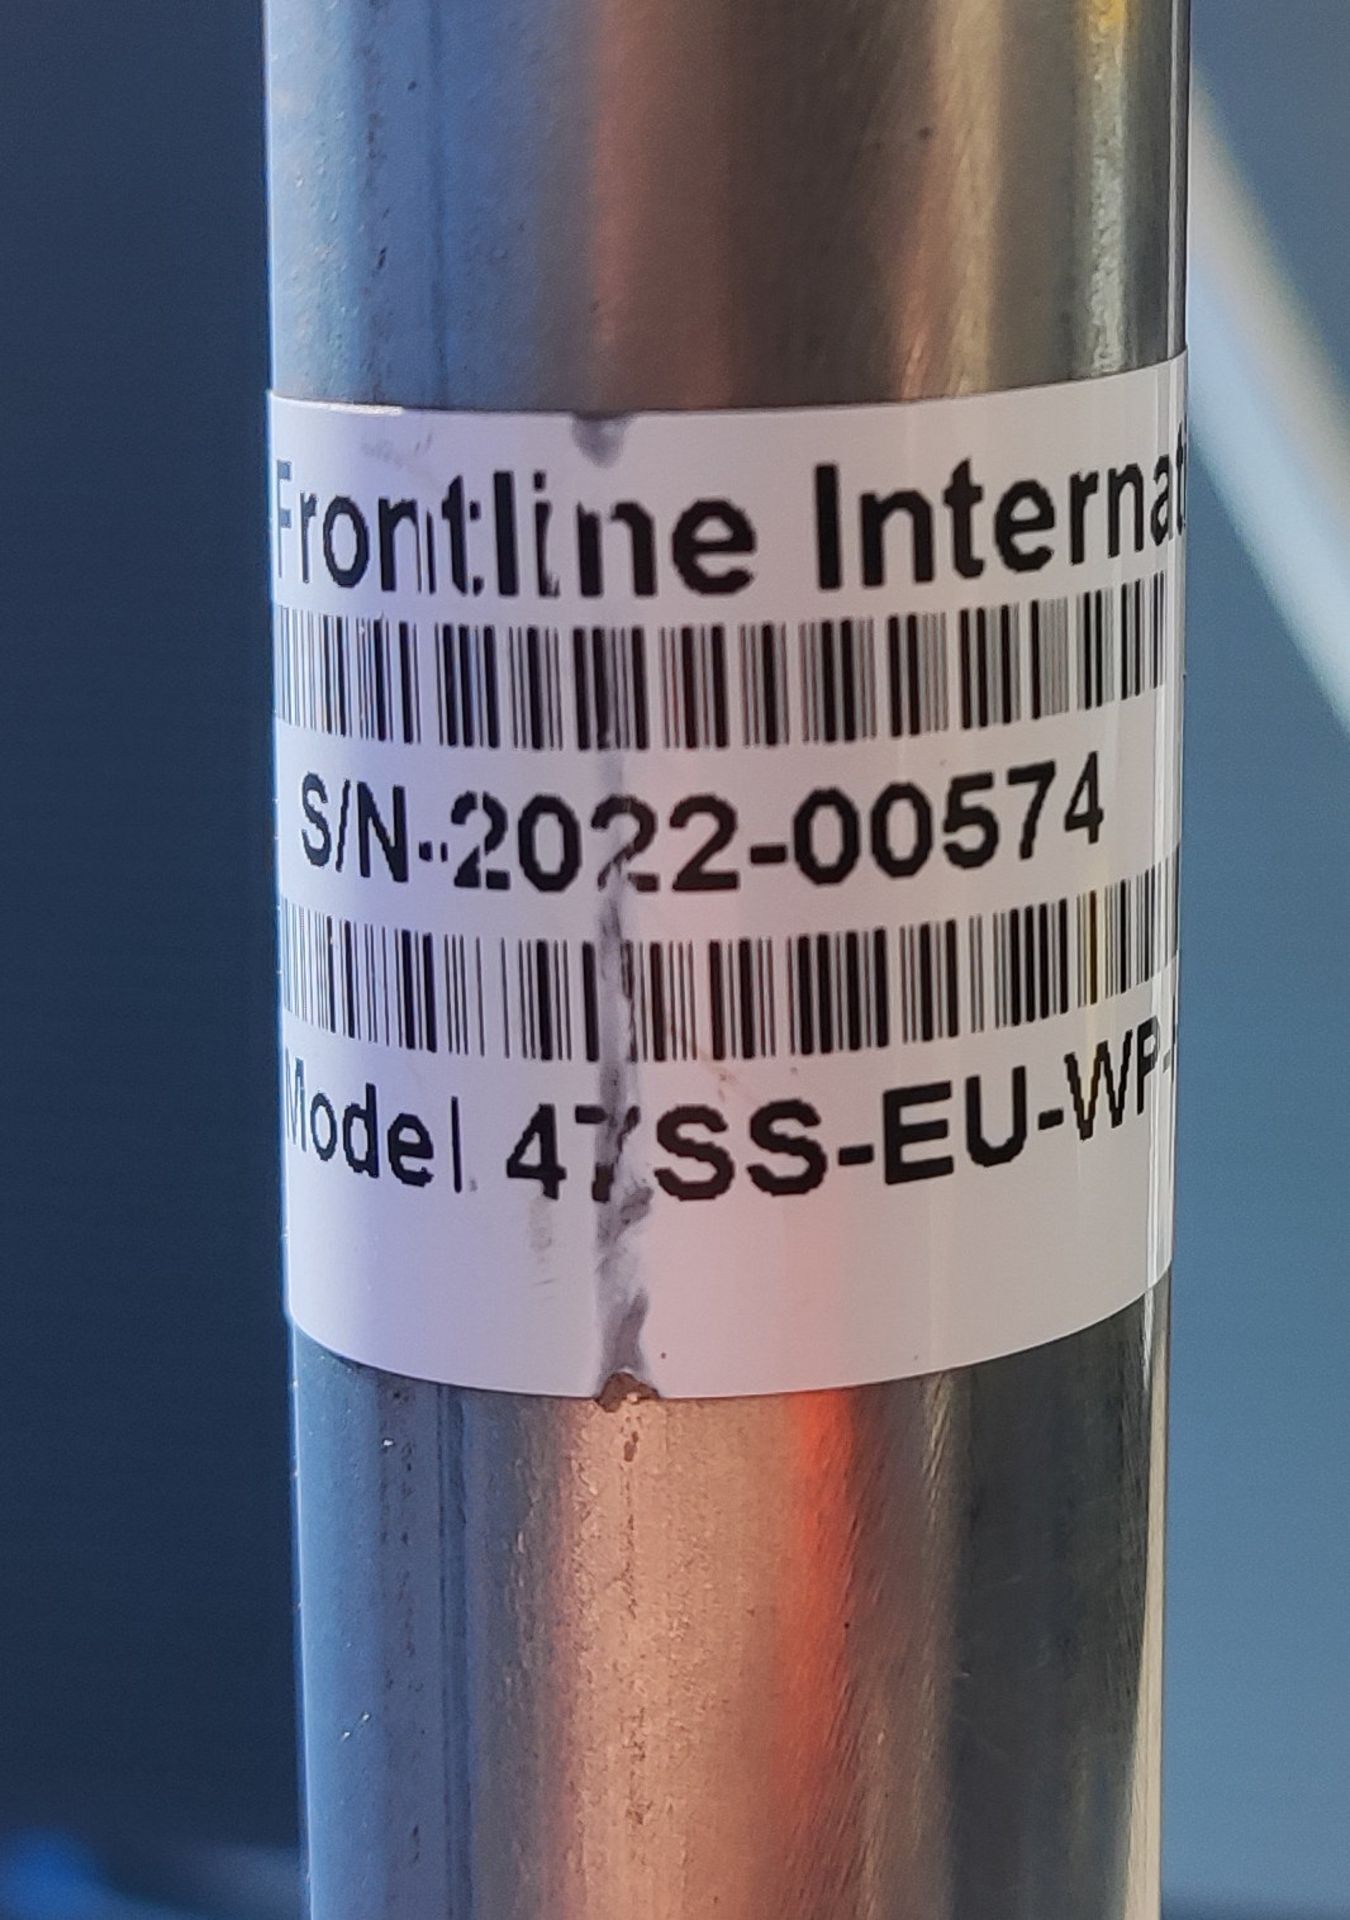 Frontline Internat
S/N-2022-00574
Model 47SS-EU-WP-